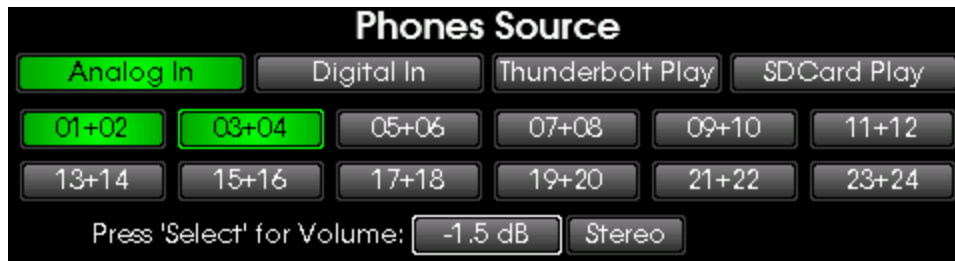 Phones Source
Analog In Digital In Thunderbolt Play SDCard Play
01+02 03+04 05+06 07+08 09+10 11+12
13+14 15+16 17+18 19+20 21+22 23+24
Press 'Select' for Volume: -1.5 dB Stereo